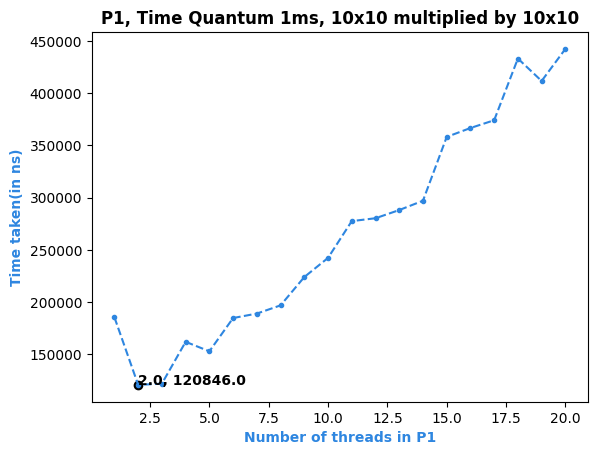 P1, Time Quantum 1ms, 10x10 multiplied by 10x10
450000
400000
350000
300000
250000
200000
150000
Time taken(in ns)
2.0, 120846.0
2.5 5.0 7.5 10.0 12.5 15.0 17.5 20.0
Number of threads in P1